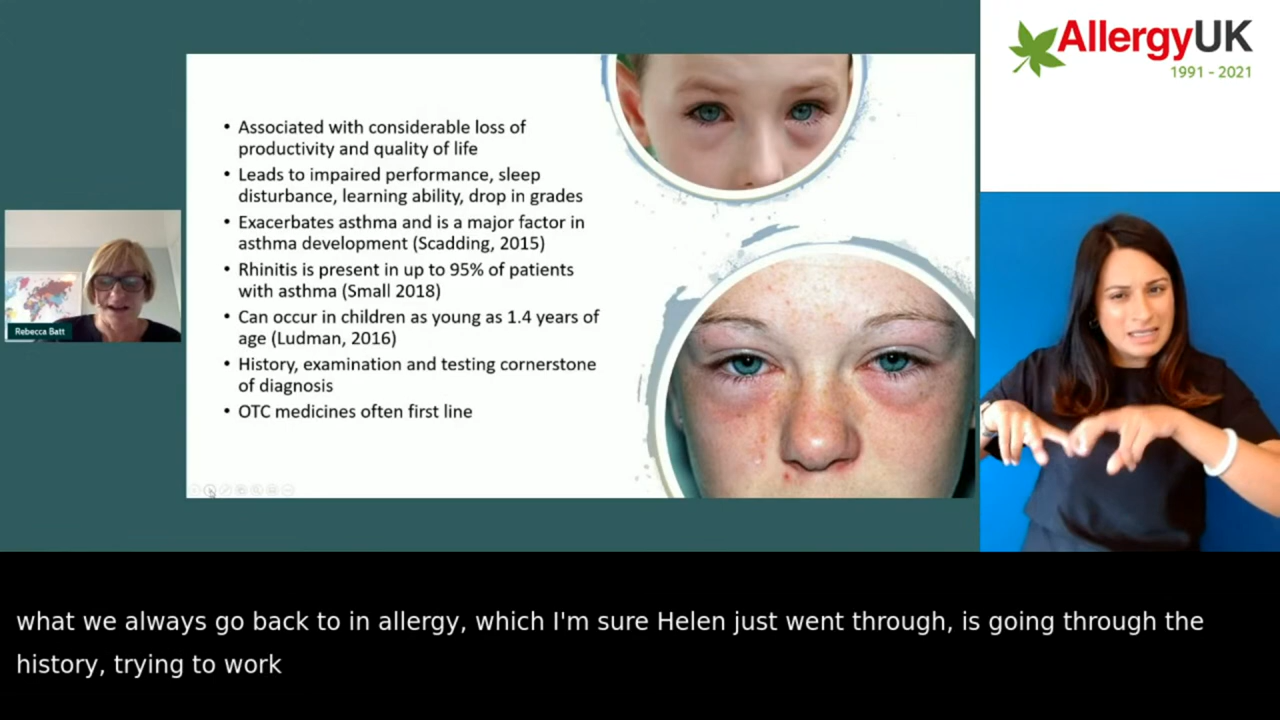 AllergyUK
1991 - 2021
• Associated with considerable loss of
productivity and quality of life
• Leads to impaired performance, sleep
disturbance, learning ability, drop in grades
• Exacerbates asthma and is a major factor in
asthma development (Scadding, 2015)
• Rhinitis is present in up to 95% of patients
with asthma (Small 2018)
• Can occur in children as young as 1.4 years of
age (Ludman, 2016)
• History, examination and testing cornerstone
of diagnosis
• OTC medicines often first line
Rebecca Batt
what we always go back to in allergy, which I'm sure Helen just went through, is going through the
history, trying to work